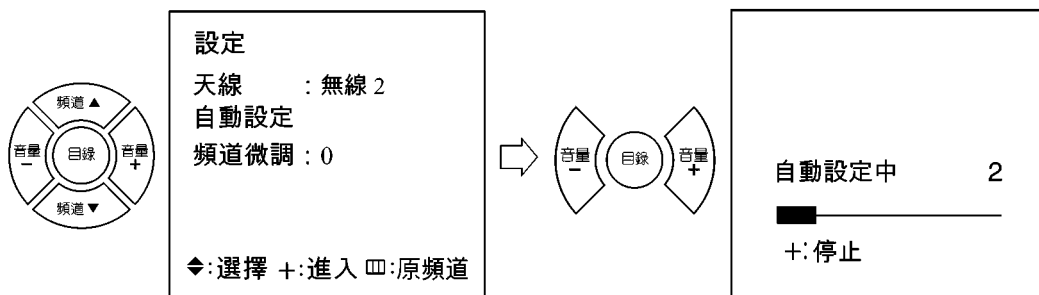 頻道▲
音量 −
目錄
音量 +
頻道▼
設定
天線 : 無線 2
自動設定
頻道微調 : 0
◆:選擇 +:進入 Ⅲ:原頻道
音量 −
目錄
音量 +
自動設定中 2
+:停止